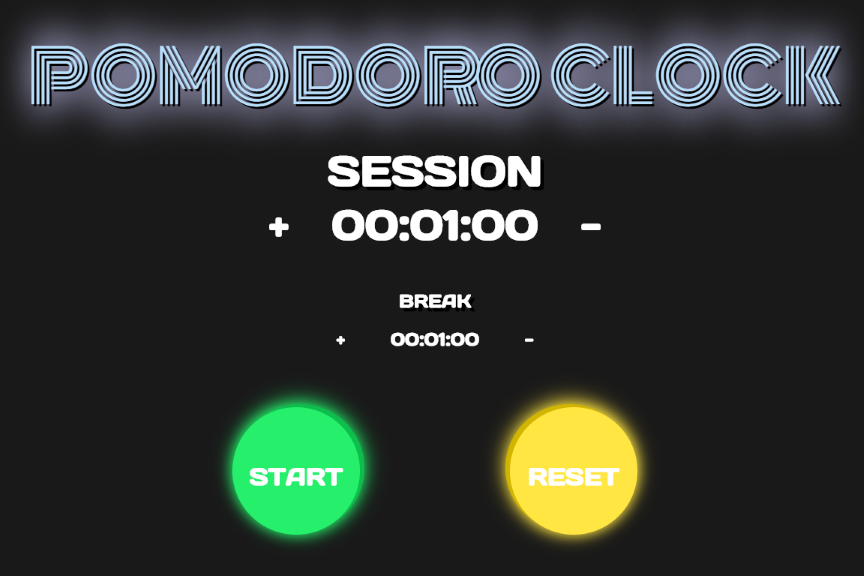 POMODORO CLOCK
SESSION
+ 00:01:00 -
BREAK
+ 00:01:00 -
START RESET